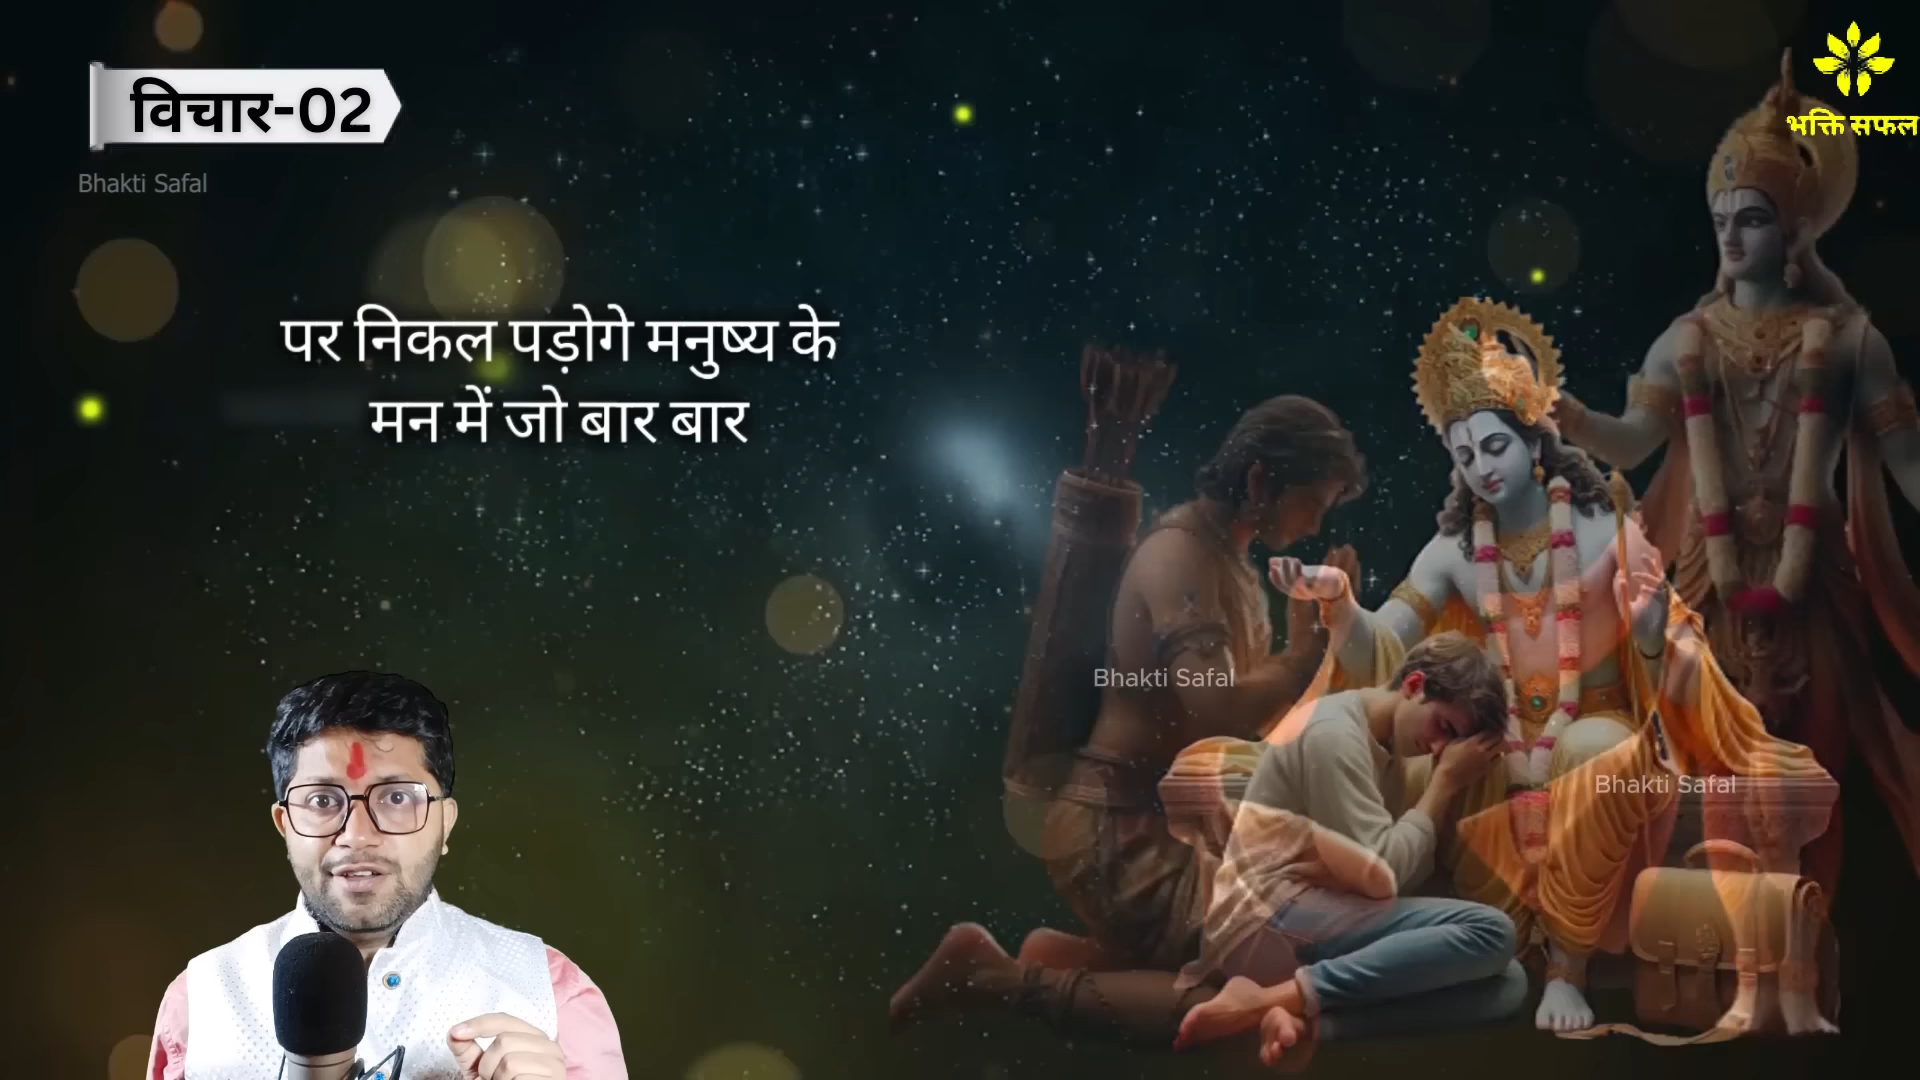 विचार-02
भक्ति सफल
Bhakti Safal
पर निकल पड़ोगे मनुष्य के
मन में जो बार बार
Bhakti Safal
Bhakti Safal